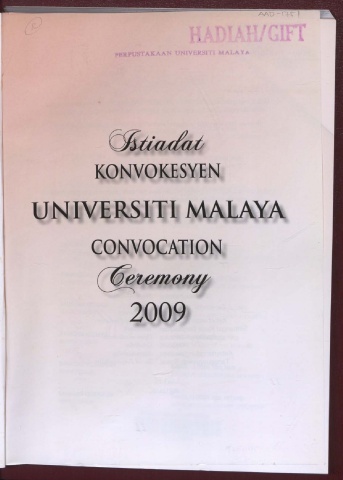 HADIAH/GIFT
PERPUSTAKAAN UNIVERSITI MALAYA
Istiadat
KONVOKESYEN
UNIVERSITI MALAYA
CONVOCATION
Ceremony
2009